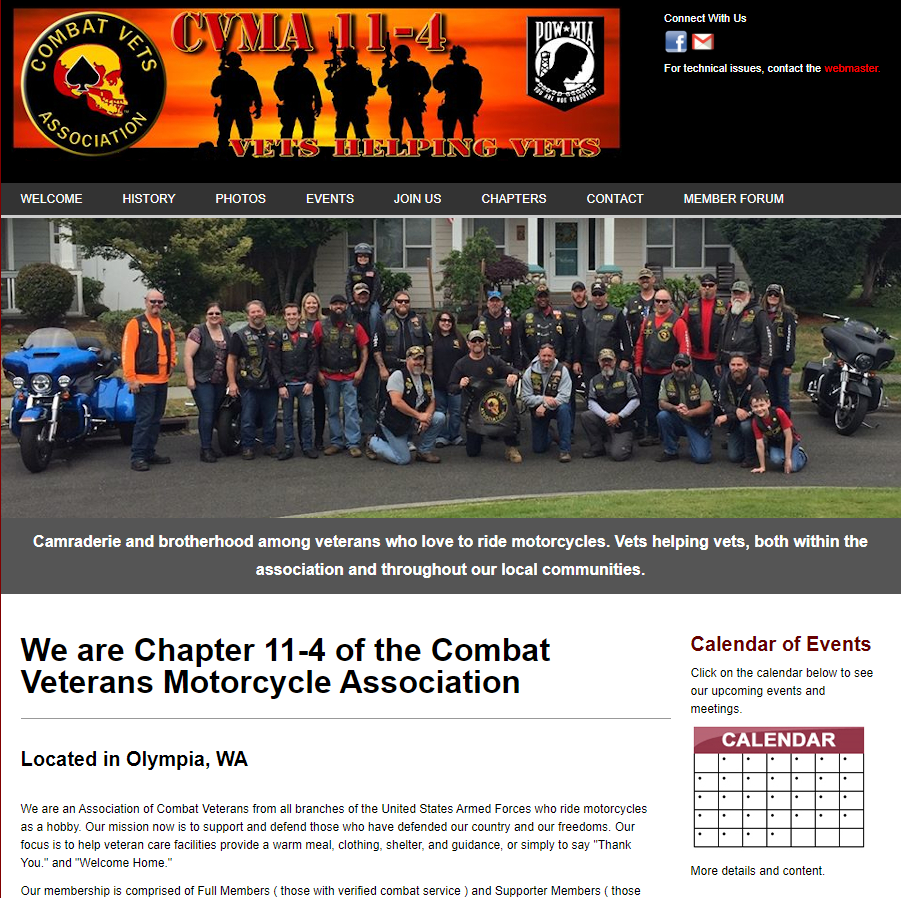 COMBAT VETS
ASSOCIATION
CVMA 11-4
VETS HELPING VETS
POW★MIA
YOU ARE NOT FORGOTTEN
Connect With Us
For technical issues, contact the webmaster.
WELCOME HISTORY PHOTOS EVENTS JOIN US CHAPTERS CONTACT MEMBER FORUM
Camraderie and brotherhood among veterans who love to ride motorcycles. Vets helping vets, both within the
association and throughout our local communities.
We are Chapter 11-4 of the Combat
Veterans Motorcycle Association
Located in Olympia, WA
We are an Association of Combat Veterans from all branches of the United States Armed Forces who ride motorcycles
as a hobby. Our mission now is to support and defend those who have defended our country and our freedoms. Our
focus is to help veteran care facilities provide a warm meal, clothing, shelter, and guidance, or simply to say "Thank
You." and "Welcome Home."
Our membership is comprised of Full Members ( those with verified combat service ) and Supporter Members ( those
Calendar of Events
Click on the calendar below to see
our upcoming events and
meetings.
CALENDAR
More details and content.